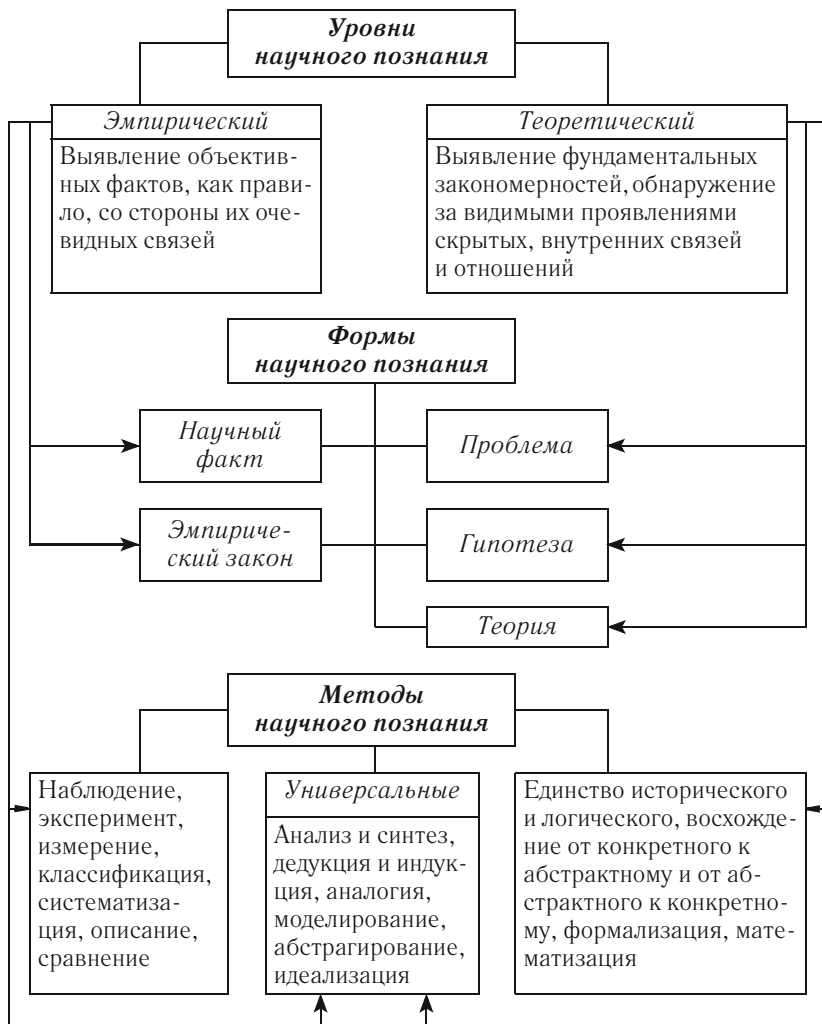 Уровни
научного познания
Эмпирический
Выявление объектив-
ных фактов, как прави-
ло, со стороны их оче-
видных связей
Теоретический
Выявление фундаментальных
закономерностей, обнаружение
за видимыми проявлениями
скрытых, внутренних связей
и отношений
Формы
научного познания
Научный
факт
Проблема
Эмпириче-
ский закон
Гипотеза
Теория
Методы
научного познания
Наблюдение,
эксперимент,
измерение,
классификация,
систематиза-
ция, описание,
сравнение
Универсальные
Анализ и синтез,
дедукция и индук-
ция, аналогия,
моделирование,
абстрагирование,
идеализация
Единство исторического
и логического, восхожде-
ние от конкретного к
абстрактному и от аб-
страктного к конкретно-
му, формализация, мате-
матизация